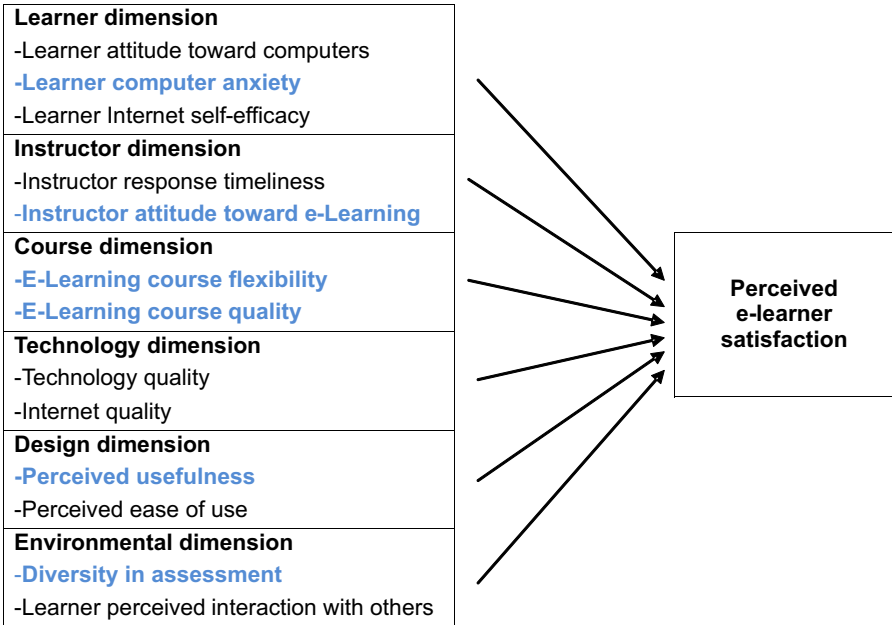 Learner dimension
-Learner attitude toward computers
-Learner computer anxiety
-Learner Internet self-efficacy
Instructor dimension
-Instructor response timeliness
-Instructor attitude toward e-Learning
Course dimension
-E-Learning course flexibility
-E-Learning course quality
Technology dimension
-Technology quality
-Internet quality
Design dimension
-Perceived usefulness
-Perceived ease of use
Environmental dimension
-Diversity in assessment
-Learner perceived interaction with others
Perceived
e-learner
satisfaction